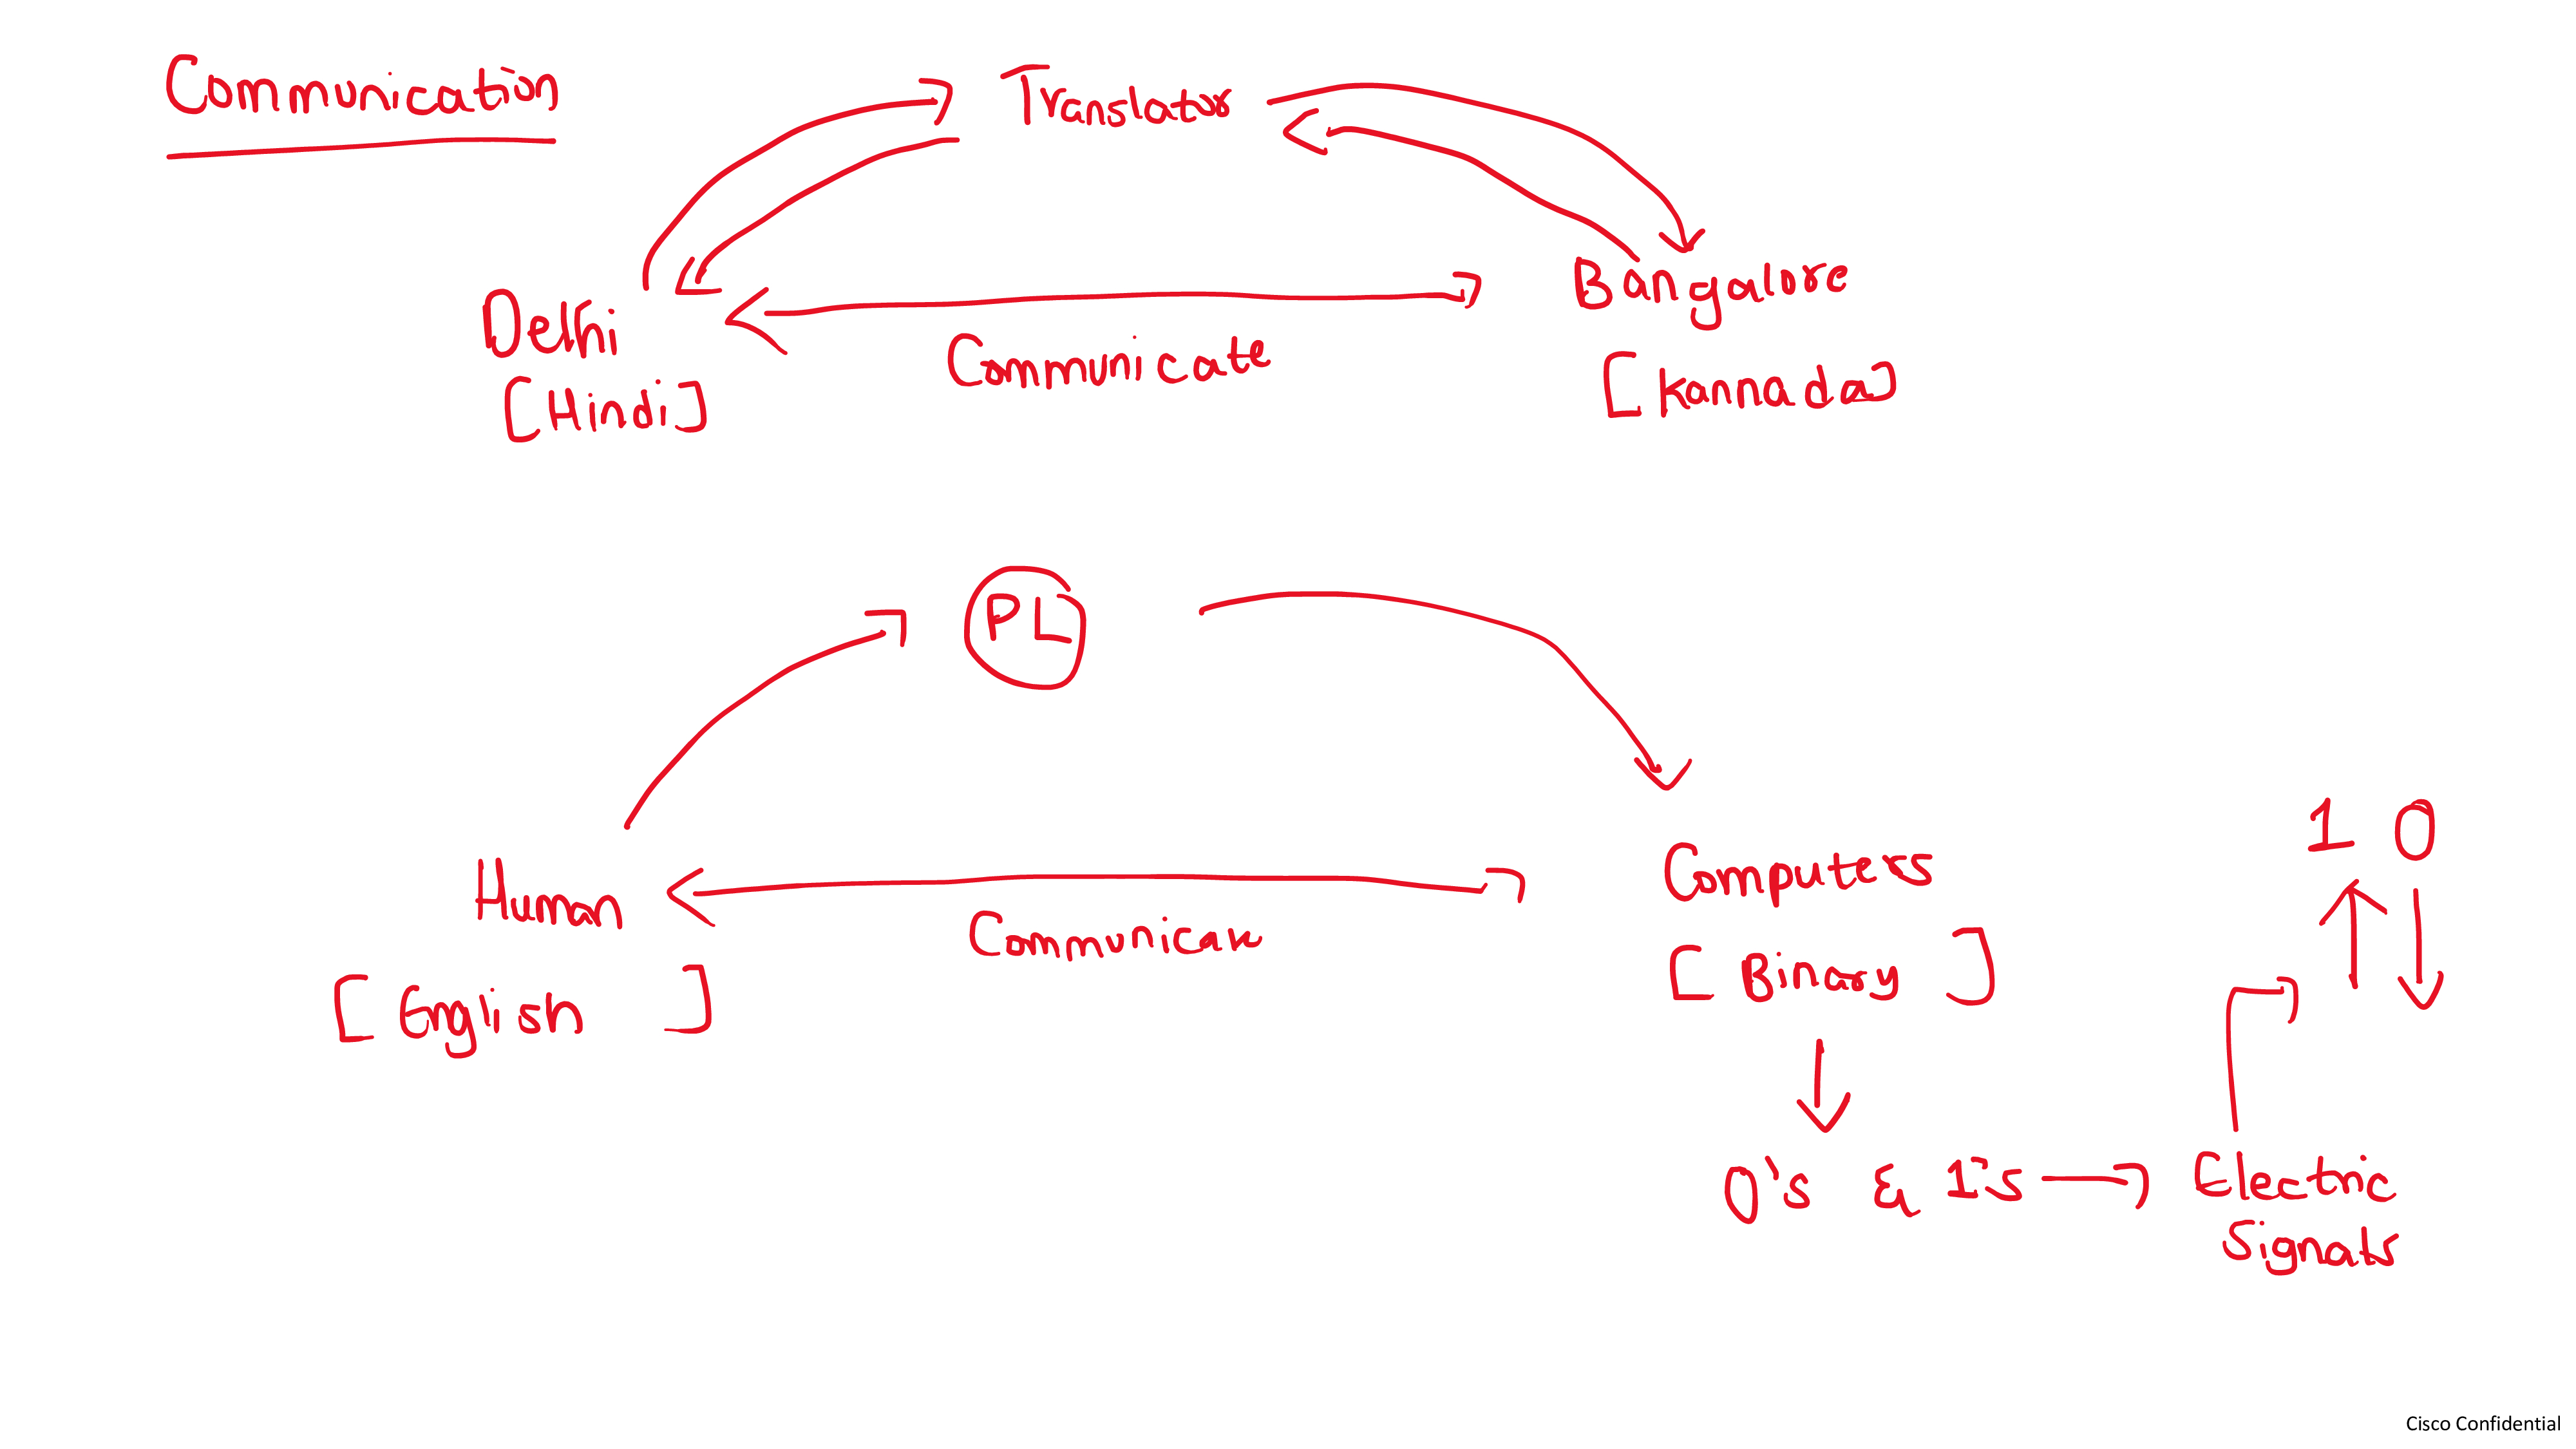 Communication
Translator
Delhi
[Hindi]
Communicate
Bangalore
[Kannada]
PL
Human
[English]
Communicate
Computers
[Binary]
1 0
0's & 1's
Electric
Signals
Cisco Confidential